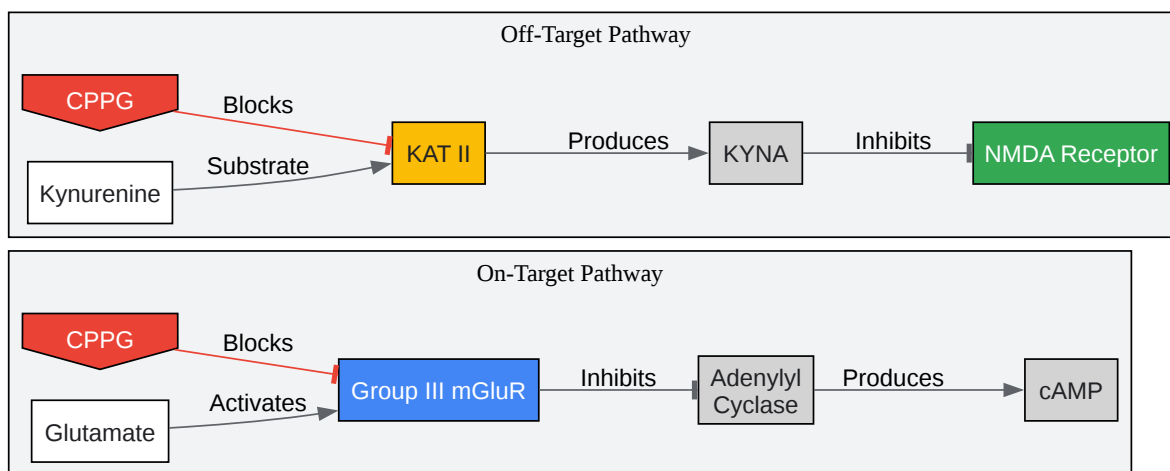 Off-Target Pathway
CPPG
Blocks
Kynurenine
Substrate
KAT II
Produces
KYNA
Inhibits
NMDA Receptor
On-Target Pathway
CPPG
Blocks
Glutamate
Activates
Group III mGluR
Inhibits
Adenylyl
Cyclase
Produces
cAMP